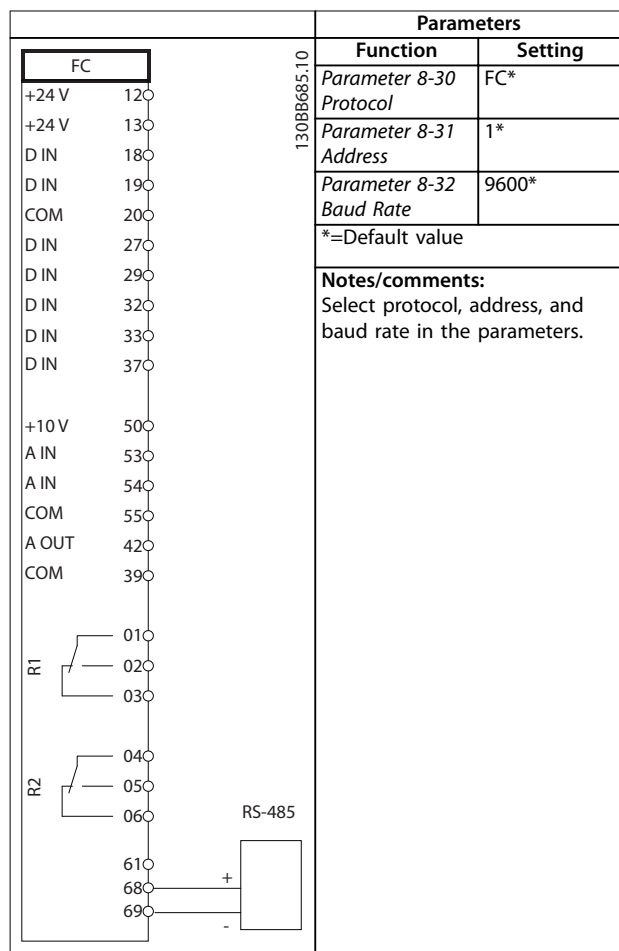 Parameters
Function Setting
Parameter 8-30 Protocol FC*
Parameter 8-31 Address 1*
Parameter 8-32 Baud Rate 9600*
*=Default value
Notes/comments:
Select protocol, address, and
baud rate in the parameters.
130BB685.10
FC
+24 V 12
+24 V 13
D IN 18
D IN 19
COM 20
D IN 27
D IN 29
D IN 32
D IN 33
D IN 37
+10 V 50
A IN 53
A IN 54
COM 55
A OUT 42
COM 39
R1
01
02
03
R2
04
05
06
RS-485
61
68 +
69 -